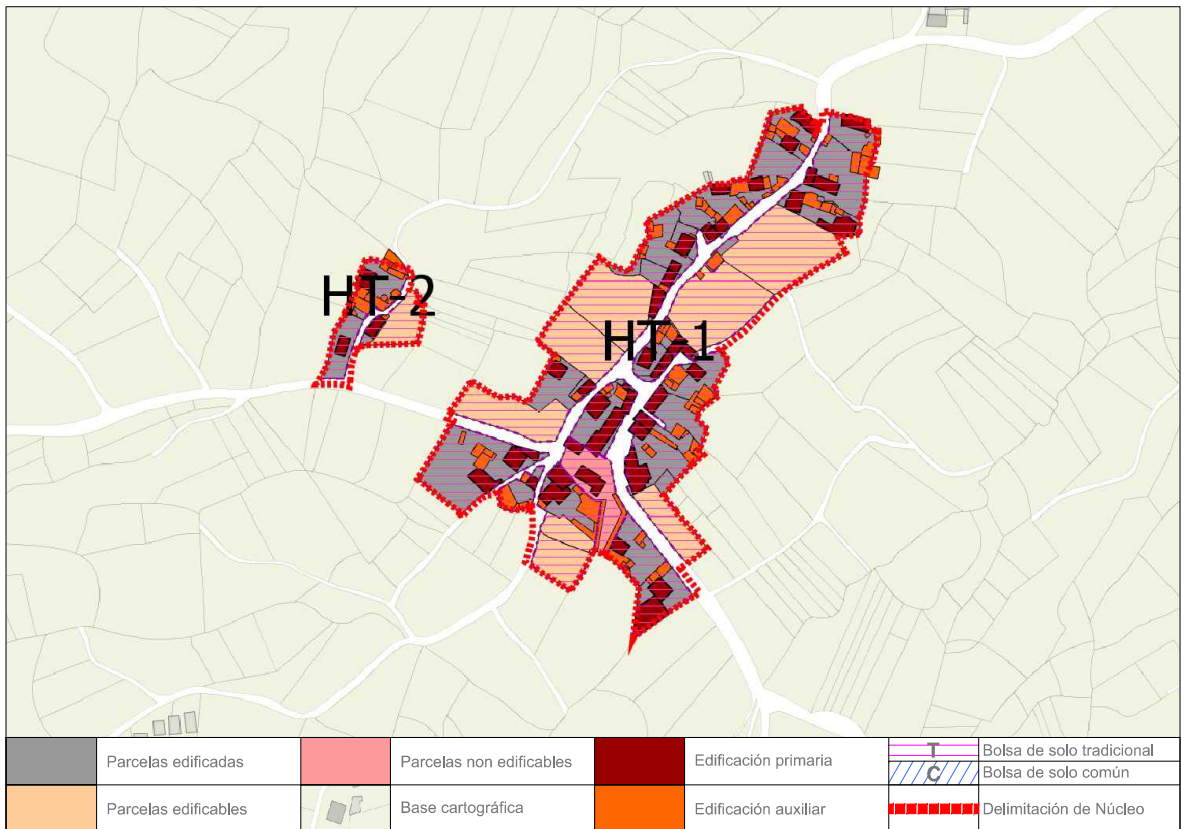 HT-2
HT-1
Parcelas edificadas
Parcelas non edificables
Edificación primaria
T
Bolsa de solo tradicional
C
Bolsa de solo común
Parcelas edificables
Base cartográfica
Edificación auxiliar
Delimitación de Núcleo